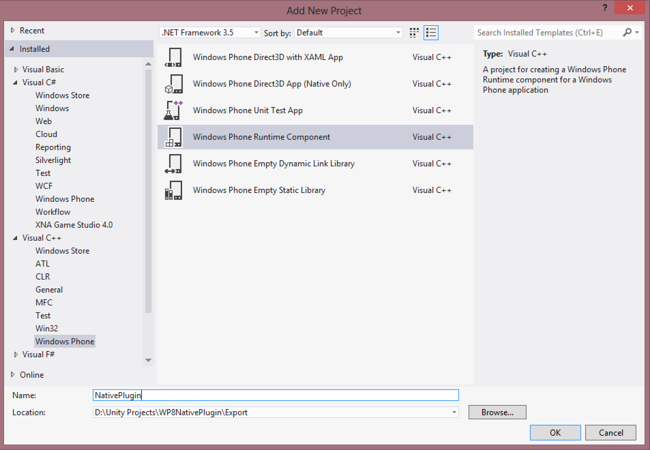 Add New Project
? ×
Recent
Installed
Visual Basic
Visual C#
Windows Store
Windows
Web
Cloud
Reporting
Silverlight
Test
WCF
Windows Phone
Workflow
XNA Game Studio 4.0
Visual C++
Windows Store
ATL
CLR
General
MFC
Test
Win32
Windows Phone
Visual F#
Online
.NET Framework 3.5 Sort by: Default
Windows Phone Direct3D with XAML App Visual C++
Windows Phone Direct3D App (Native Only) Visual C++
Windows Phone Unit Test App Visual C++
Windows Phone Runtime Component Visual C++
Windows Phone Empty Dynamic Link Library Visual C++
Windows Phone Empty Static Library Visual C++
Search Installed Templates (Ctrl+E)
Type: Visual C++
A project for creating a Windows Phone
Runtime component for a Windows
Phone application
Name: NativePlugin
Location: D:\Unity Projects\WP8NativePlugin\Export Browse...
OK Cancel